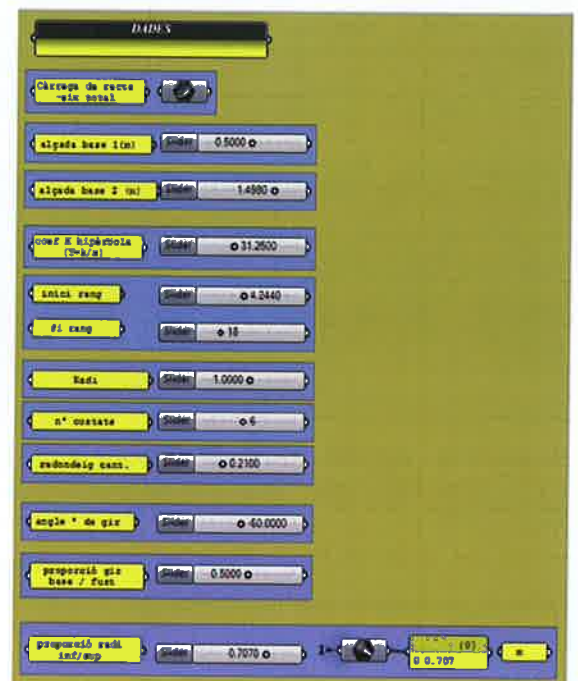 DADES
Càrrega de recta
-eix total
alçada base 1(m)
Slider 0.5000
alçada base 2 (m)
Slider 1.4980
coef K hipèrbola
(Y=k/x)
Slider 31.2500
inici rang
Slider 4.2440
fi rang
Slider 18
Radi
Slider 1.0000
n° costats
Slider 6
redondeig cant.
Slider 0.2100
angle ° de gir
Slider 60.0000
proporció gir
base / fust
Slider 0.5000
proporció radi
inf/sup
Slider 0.7070
{0}
0 0.707